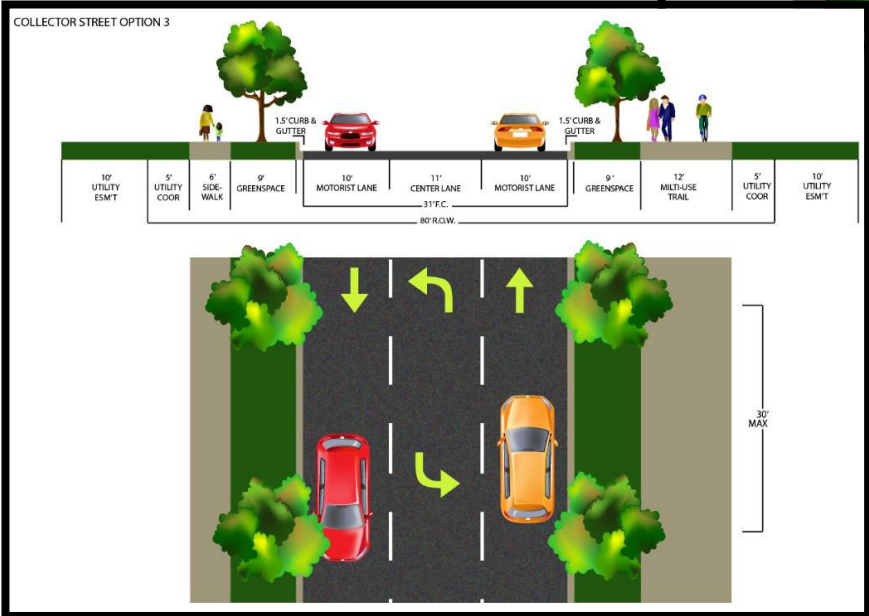 COLLECTOR STREET OPTION 3
1.5' CURB &
GUTTER
1.5' CURB &
GUTTER
10'
UTILITY
ESM'T
5'
UTILITY
COOR
6'
SIDE-
WALK
9'
GREENSPACE
10'
MOTORIST LANE
11'
CENTER LANE
10'
MOTORIST LANE
9'
GREENSPACE
12'
MILTI-USE
TRAIL
5'
UTILITY
COOR
10'
UTILITY
ESM'T
31' F.C.
80' R.O.W.
30'
MAX